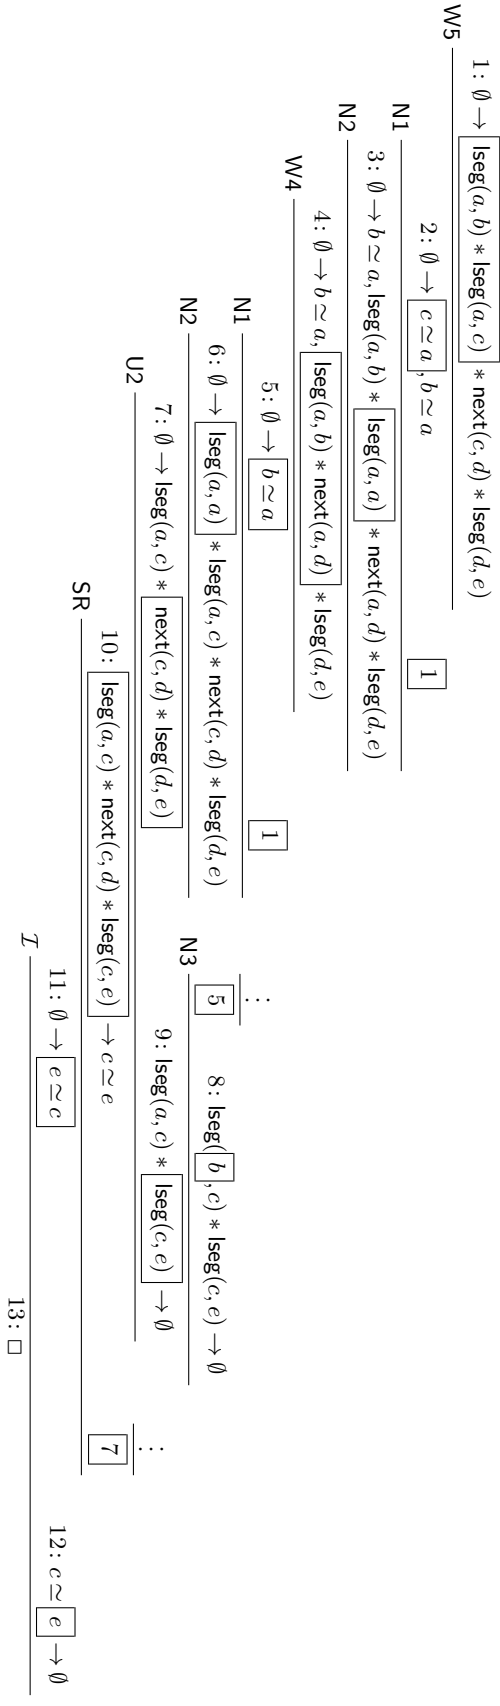 1: ∅ → lseg(a, b) ∗ lseg(a, c) ∗ next(c, d) ∗ lseg(d, e)
W5
2: ∅ → c ≃ a, b ≃ a
1
N1
3: ∅ → b ≃ a, lseg(a, b) ∗ lseg(a, a) ∗ next(a, d) ∗ lseg(d, e)
N2
4: ∅ → b ≃ a, lseg(a, b) ∗ next(a, d) ∗ lseg(d, e)
W4
5: ∅ → b ≃ a
1
N1
6: ∅ → lseg(a, a) ∗ lseg(a, c) ∗ next(c, d) ∗ lseg(d, e)
⋮
5
8: lseg(b, c) ∗ lseg(c, e) → ∅
N2
N3
7: ∅ → lseg(a, c) ∗ next(c, d) ∗ lseg(d, e)
9: lseg(a, c) ∗ lseg(c, e) → ∅
U2
⋮
10: lseg(a, c) ∗ next(c, d) ∗ lseg(c, e) → c ≃ e
7
SR
11: ∅ → e ≃ c
12: c ≃ e → ∅
ℐ
13: □